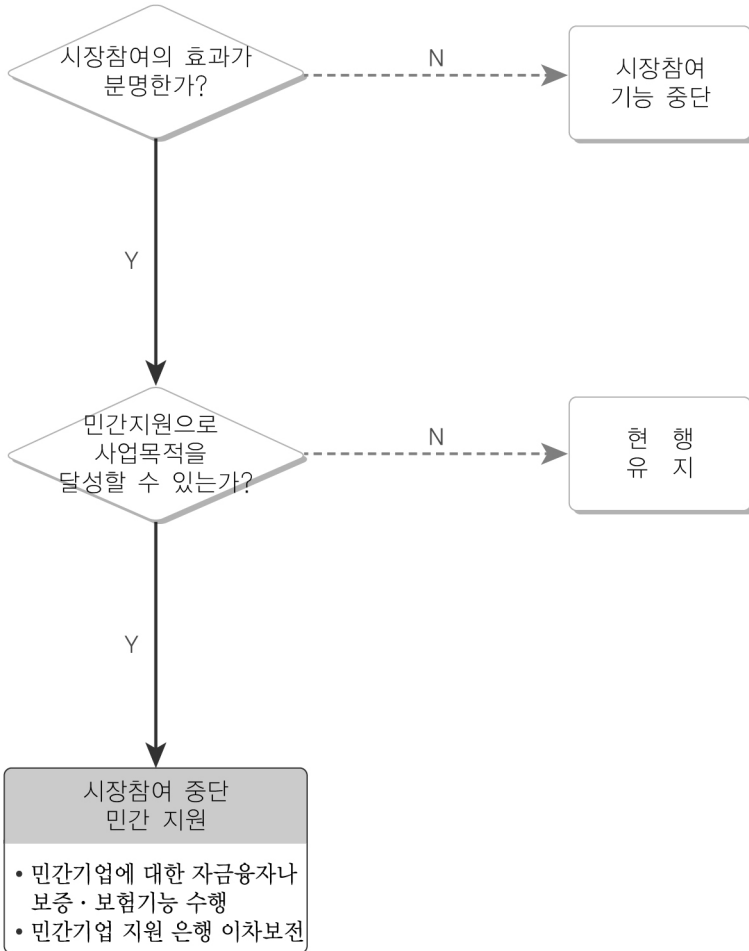 시장참여의 효과가
분명한가?
N
시장참여
기능 중단
Y
민간지원으로
사업목적을
달성할 수 있는가?
N
현 행
유 지
Y
시장참여 중단
민간 지원
• 민간기업에 대한 자금융자나
보증·보험기능 수행
• 민간기업 지원 은행 이차보전